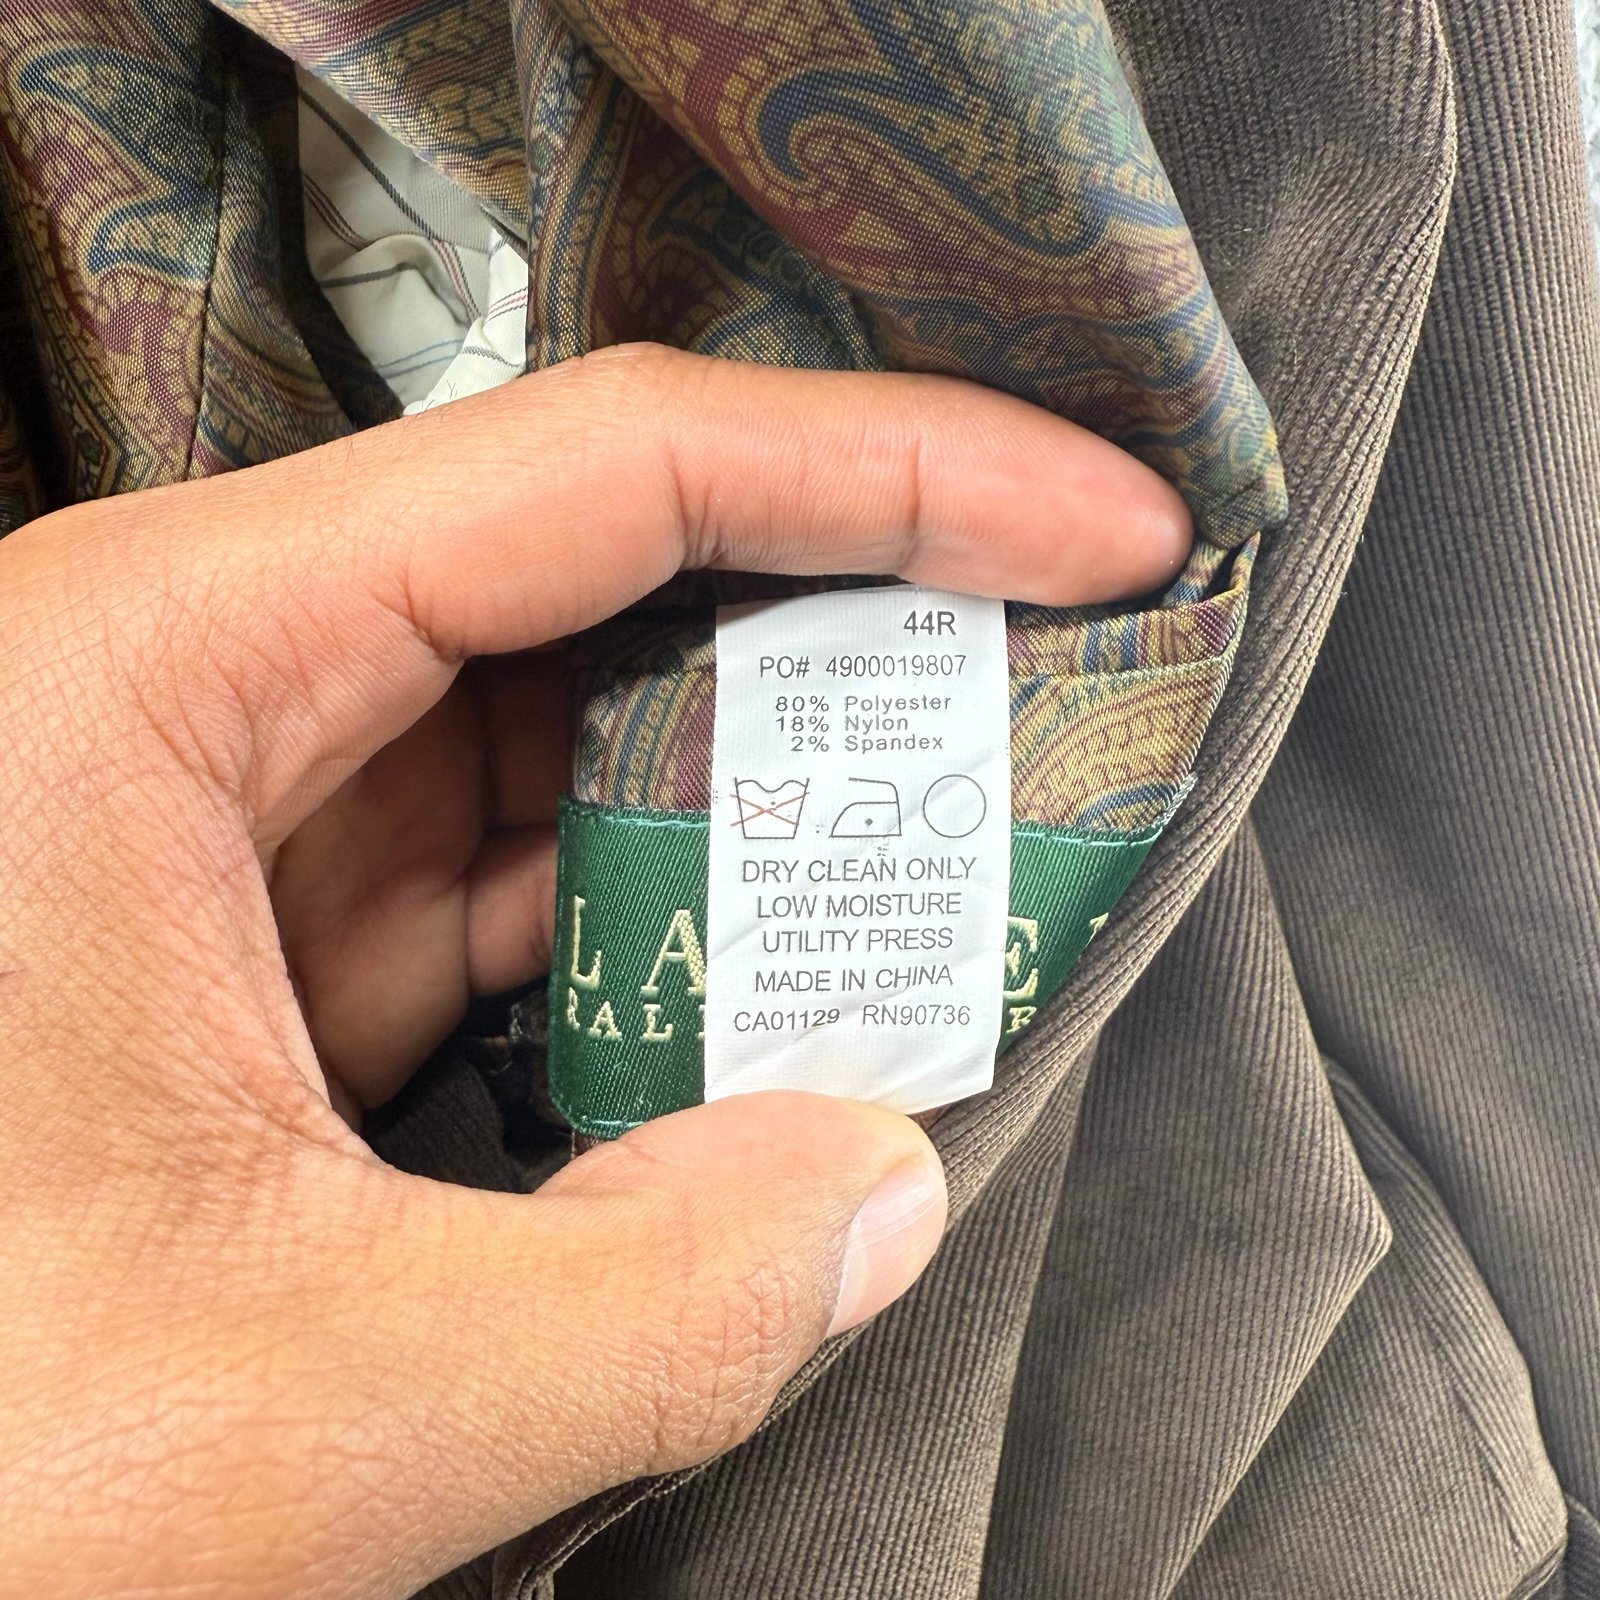 44R
PO# 4900019807
80% Polyester
18% Nylon
2% Spandex
DRY CLEAN ONLY
LOW MOISTURE
UTILITY PRESS
MADE IN CHINA
CA01129 RN90736